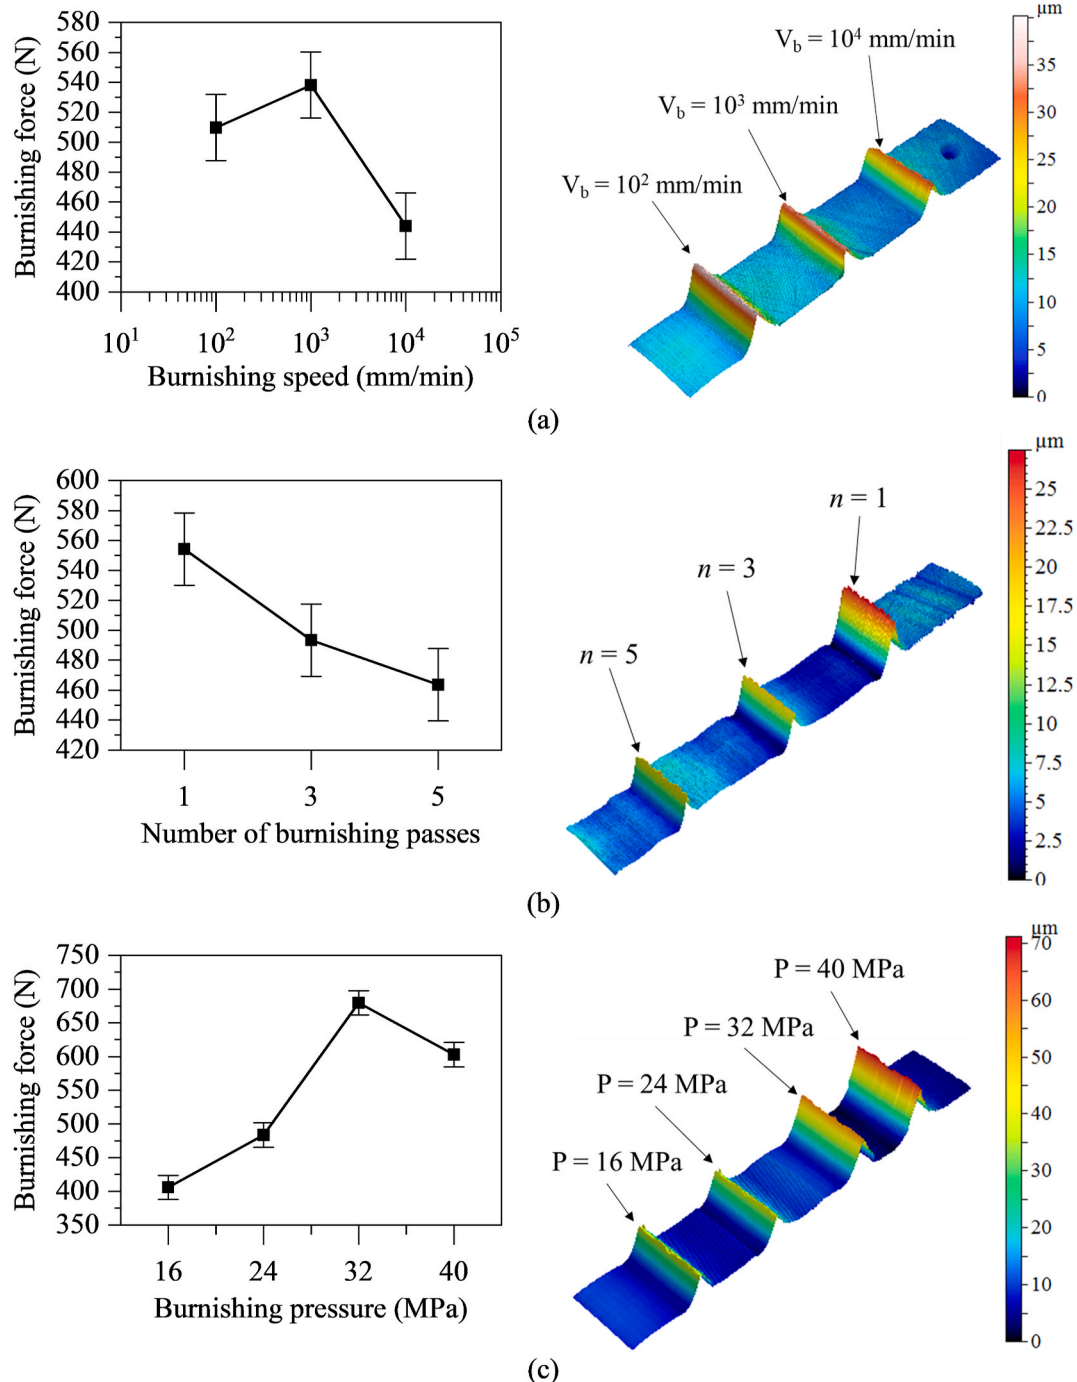 580
560
540
520
500
480
460
440
420
400
Burnishing force (N)
10¹ 10² 10³ 10⁴ 10⁵
Burnishing speed (mm/min)
V_b = 10⁴ mm/min
V_b = 10³ mm/min
V_b = 10² mm/min
µm
35
30
25
20
15
10
5
0
(a)
600
580
560
540
520
500
480
460
440
420
Burnishing force (N)
1 3 5
Number of burnishing passes
n = 1
n = 3
n = 5
µm
25
22.5
20
17.5
15
12.5
10
7.5
5
2.5
0
(b)
750
700
650
600
550
500
450
400
350
Burnishing force (N)
16 24 32 40
Burnishing pressure (MPa)
P = 40 MPa
P = 32 MPa
P = 24 MPa
P = 16 MPa
µm
70
60
50
40
30
20
10
0
(c)